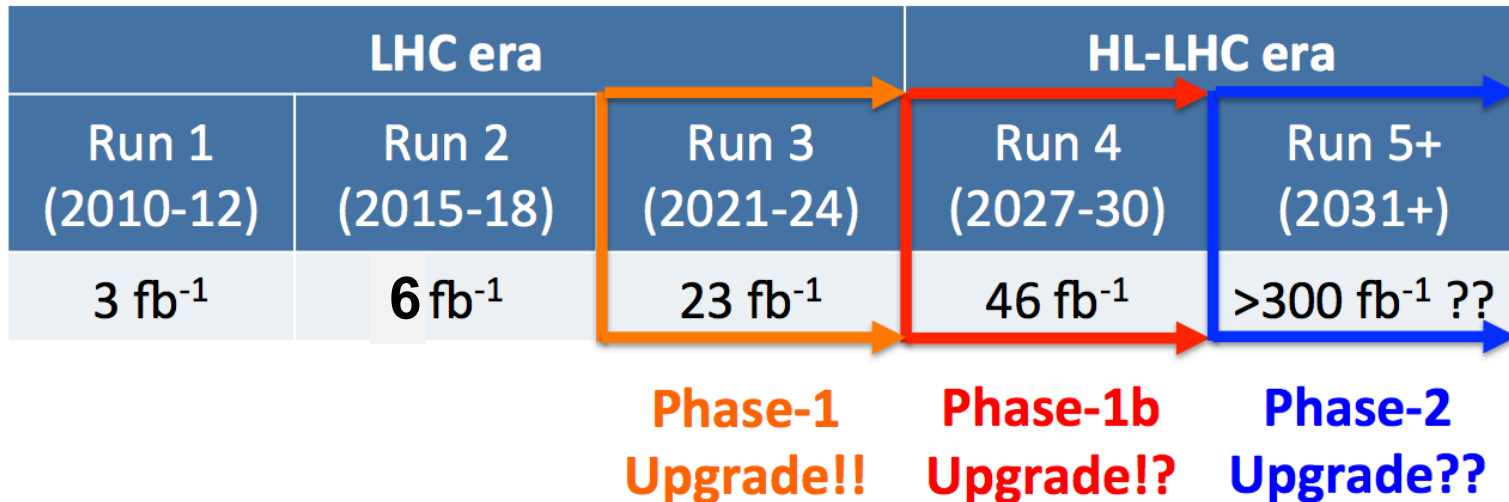 LHC era HL-LHC era
Run 1 Run 2 Run 3 Run 4 Run 5+
(2010-12) (2015-18) (2021-24) (2027-30) (2031+)
3 fb⁻¹ 6 fb⁻¹ 23 fb⁻¹ 46 fb⁻¹ >300 fb⁻¹ ??
Phase-1 Phase-1b Phase-2
Upgrade!! Upgrade!? Upgrade??